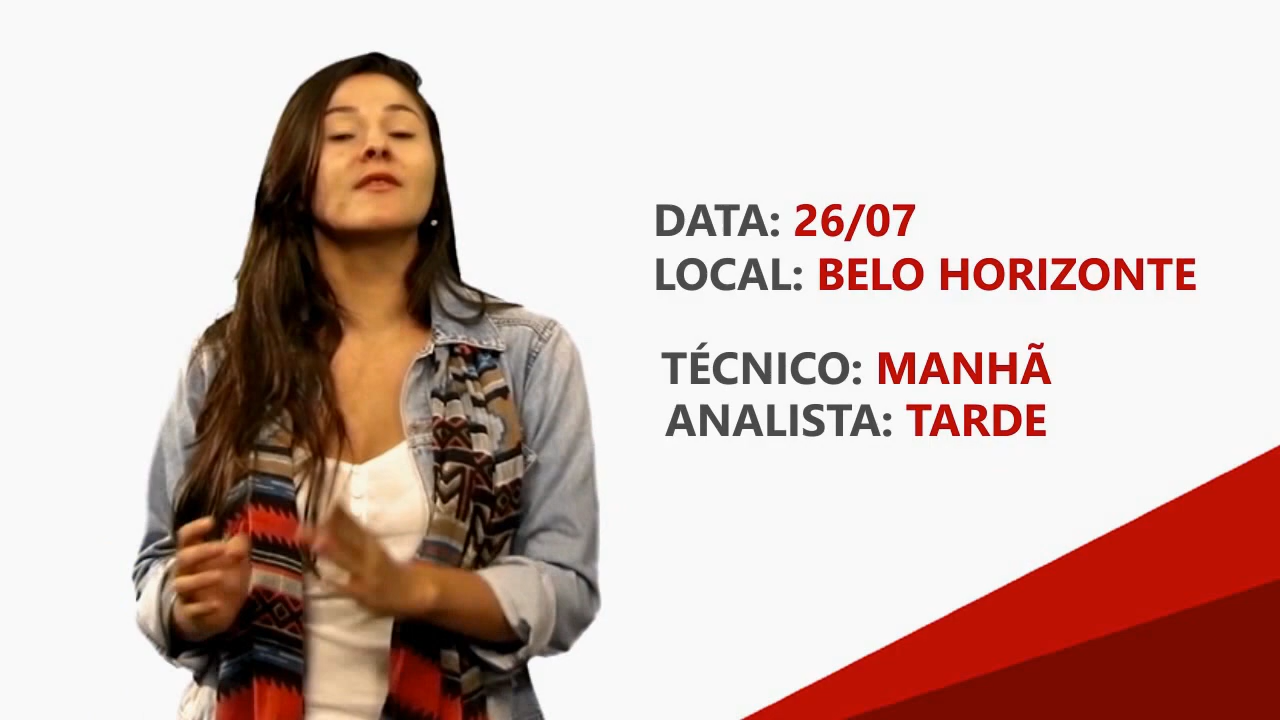 DATA: 26/07
LOCAL: BELO HORIZONTE
TÉCNICO: MANHÃ
ANALISTA: TARDE